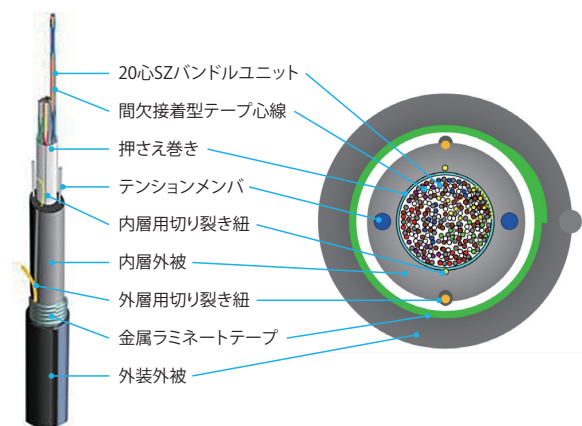 20心SZバンドルユニット
間欠接着型テープ心線
押さえ巻き
テンションメンバ
内層用切り裂き紐
内層外被
外層用切り裂き紐
金属ラミネートテープ
外装外被